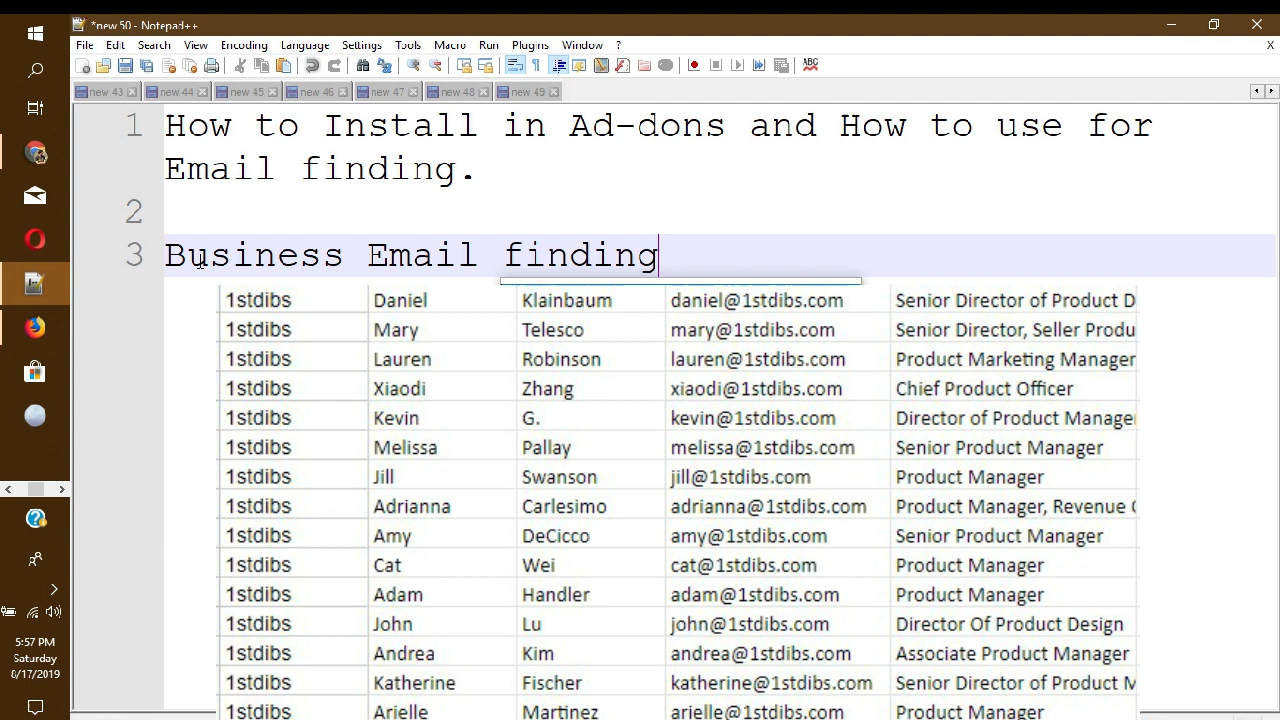 *new 50 - Notepad++
File Edit Search View Encoding Language Settings Tools Macro Run Plugins Window ? X
new 43 new 44 new 45 new 46 new 47 new 48 new 49
1 How to Install in Ad-dons and How to use for
Email finding.
2
3 Business Email finding
1stdibs Daniel Klainbaum daniel@1stdibs.com Senior Director of Product D
1stdibs Mary Telesco mary@1stdibs.com Senior Director, Seller Produ
1stdibs Lauren Robinson lauren@1stdibs.com Product Marketing Manager
1stdibs Xiaodi Zhang xiaodi@1stdibs.com Chief Product Officer
1stdibs Kevin G. kevin@1stdibs.com Director of Product Manager
1stdibs Melissa Pallay melissa@1stdibs.com Senior Product Manager
1stdibs Jill Swanson jill@1stdibs.com Product Manager
1stdibs Adrianna Carlesimo adrianna@1stdibs.com Product Manager, Revenue
1stdibs Amy DeCicco amy@1stdibs.com Senior Product Manager
1stdibs Cat Wei cat@1stdibs.com Product Manager
1stdibs Adam Handler adam@1stdibs.com Product Manager
1stdibs John Lu john@1stdibs.com Director Of Product Design
1stdibs Andrea Kim andrea@1stdibs.com Associate Product Manager
1stdibs Katherine Fischer katherine@1stdibs.com Senior Director of Product M
1stdibs Arielle Martinez arielle@1stdibs.com Product Manager
5:57 PM
Saturday
8/17/2019
ABC